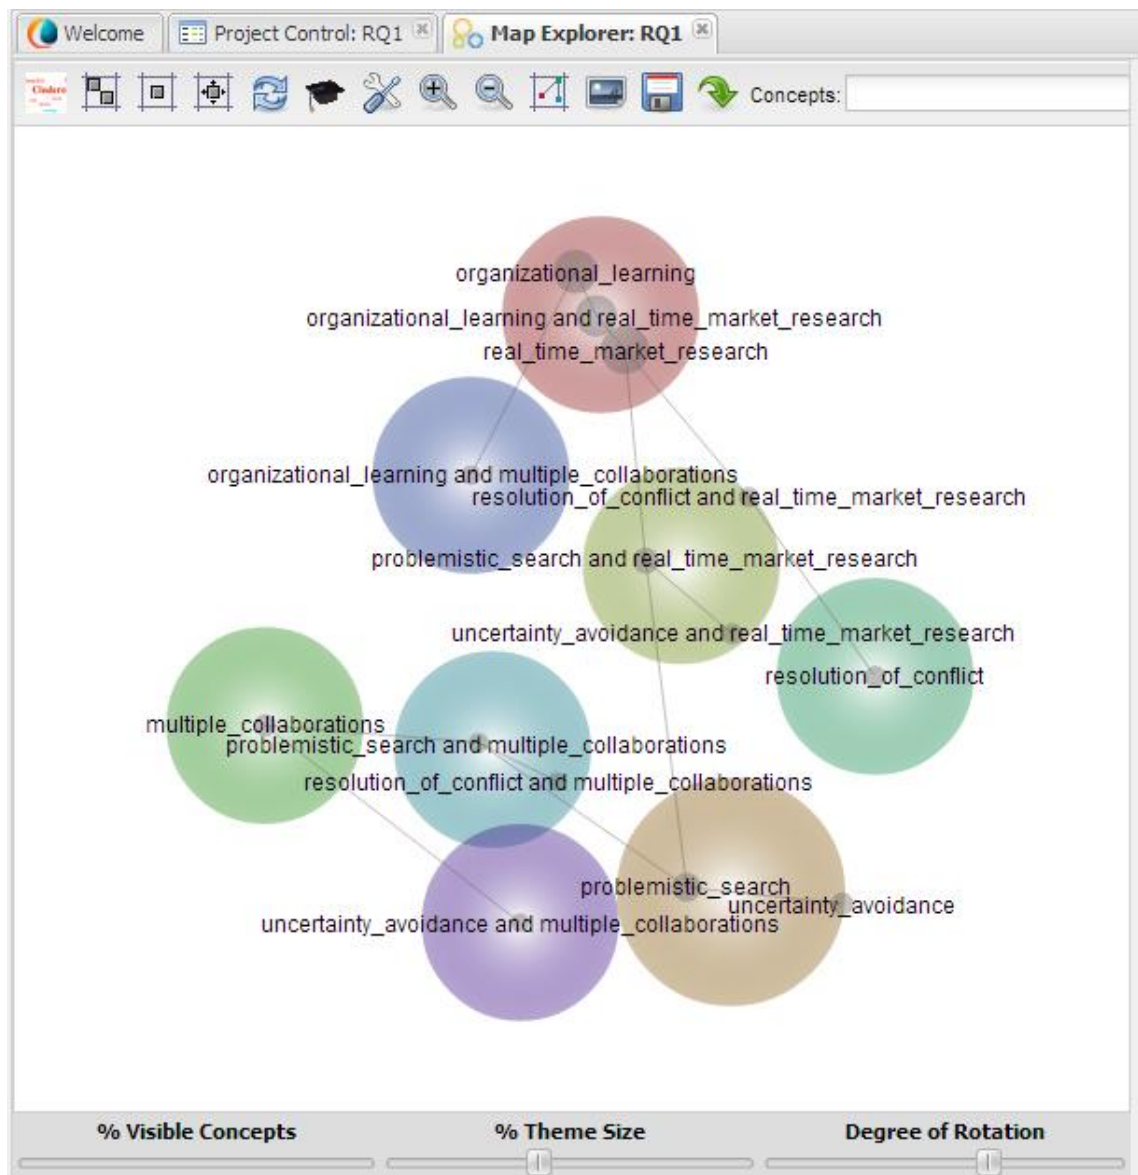 Welcome
Project Control: RQ1
Map Explorer: RQ1
Concepts:
organizational_learning
organizational_learning and real_time_market_research
real_time_market_research
organizational_learning and multiple_collaborations
resolution_of_conflict and real_time_market_research
problemistic_search and real_time_market_research
uncertainty_avoidance and real_time_market_research
resolution_of_conflict
multiple_collaborations
problemistic_search and multiple_collaborations
resolution_of_conflict and multiple_collaborations
problemistic_search
uncertainty_avoidance
uncertainty_avoidance and multiple_collaborations
% Visible Concepts
% Theme Size
Degree of Rotation